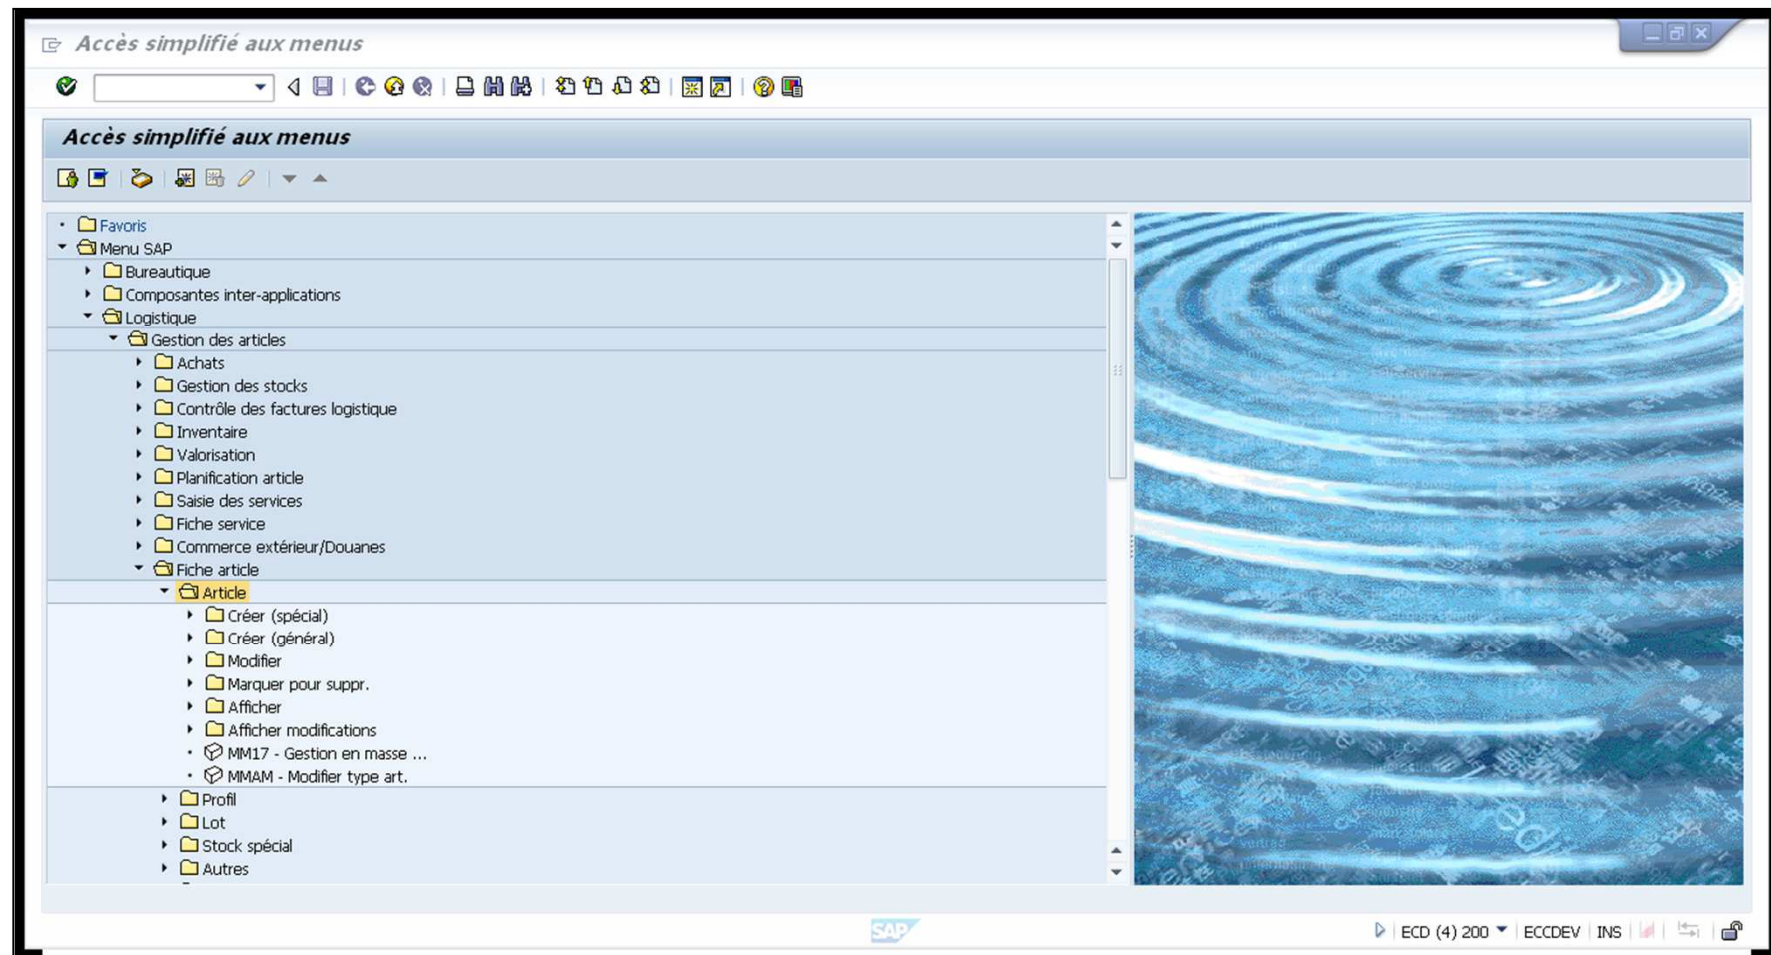 Accès simplifié aux menus
Accès simplifié aux menus
Favoris
Menu SAP
Bureautique
Composantes inter-applications
Logistique
Gestion des articles
Achats
Gestion des stocks
Contrôle des factures logistique
Inventaire
Valorisation
Planification article
Saisie des services
Fiche service
Commerce extérieur/Douanes
Fiche article
Article
Créer (spécial)
Créer (général)
Modifier
Marquer pour suppr.
Afficher
Afficher modifications
MM17 - Gestion en masse ...
MMAM - Modifier type art.
Profil
Lot
Stock spécial
Autres
SAP
ECD (4) 200
ECCDEV
INS